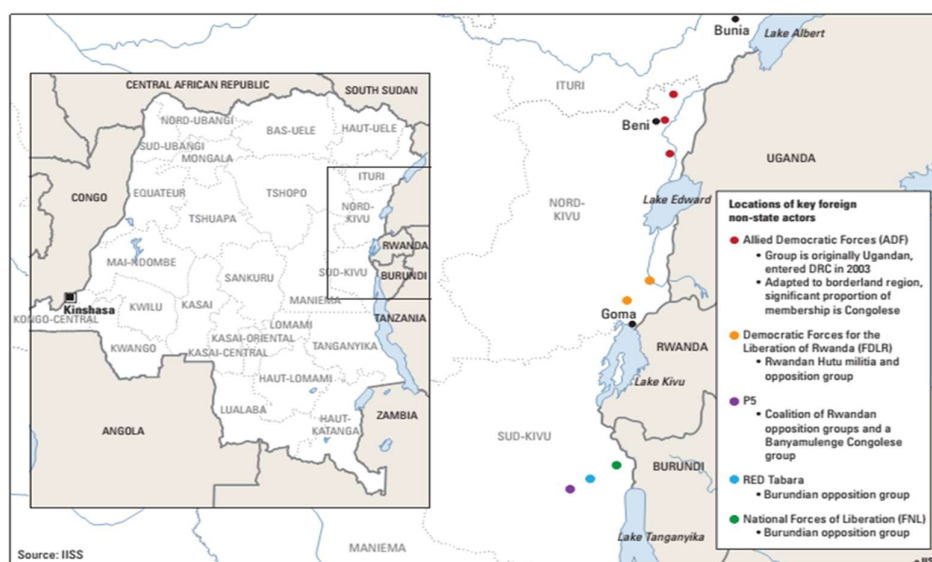 CENTRAL AFRICAN REPUBLIC
SOUTH SUDAN
NORD-UBANGI
BAS-UELE
HAUT-UELE
SUD-UBANGI
MONGALA
ITURI
EQUATEUR
TSHOPO
CONGO
NORD-
KIVU
TSHUAPA
RWANDA
MAI-NDOMBE
SANKURU
SUD-KIVU
BURUNDI
MANIEMA
Kinshasa
KWILU
KASAI
TANZANIA
KONGO-CENTRAL
LOMAMI
KASAI-ORIENTAL
KWANGO
KASAI-CENTRAL
TANGANYIKA
HAUT-LOMAMI
LUALABA
HAUT-
KATANGA
ZAMBIA
ANGOLA
Bunia
Lake Albert
ITURI
Beni
UGANDA
Lake Edward
NORD-
KIVU
Goma
RWANDA
Lake Kivu
SUD-KIVU
BURUNDI
Lake Tanganyika
MANIEMA
Locations of key foreign
non-state actors
Allied Democratic Forces (ADF)
• Group is originally Ugandan,
entered DRC in 2003
• Adapted to borderland region,
significant proportion of
membership is Congolese
Democratic Forces for the
Liberation of Rwanda (FDLR)
• Rwandan Hutu militia and
opposition group
P5
• Coalition of Rwandan
opposition groups and a
Banyamulenge Congolese
group
RED Tabara
• Burundian opposition group
National Forces of Liberation (FNL)
• Burundian opposition group
Source: IISS